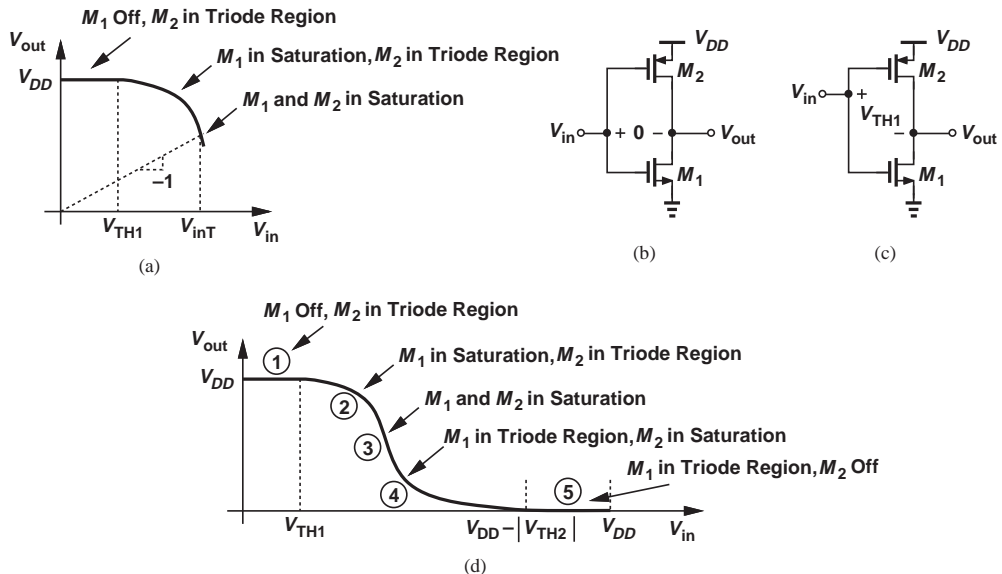 M1 Off, M2 in Triode Region
Vout
M1 in Saturation, M2 in Triode Region
VDD
M1 and M2 in Saturation
−1
VTH1
VinT
Vin
(a)
VDD
M2
Vin
+ 0 −
Vout
M1
(b)
VDD
M2
Vin
+
VTH1
−
Vout
M1
(c)
M1 Off, M2 in Triode Region
Vout
1
M1 in Saturation, M2 in Triode Region
VDD
2
M1 and M2 in Saturation
3
M1 in Triode Region, M2 in Saturation
4
5
M1 in Triode Region, M2 Off
VTH1
VDD − |VTH2|
VDD
Vin
(d)